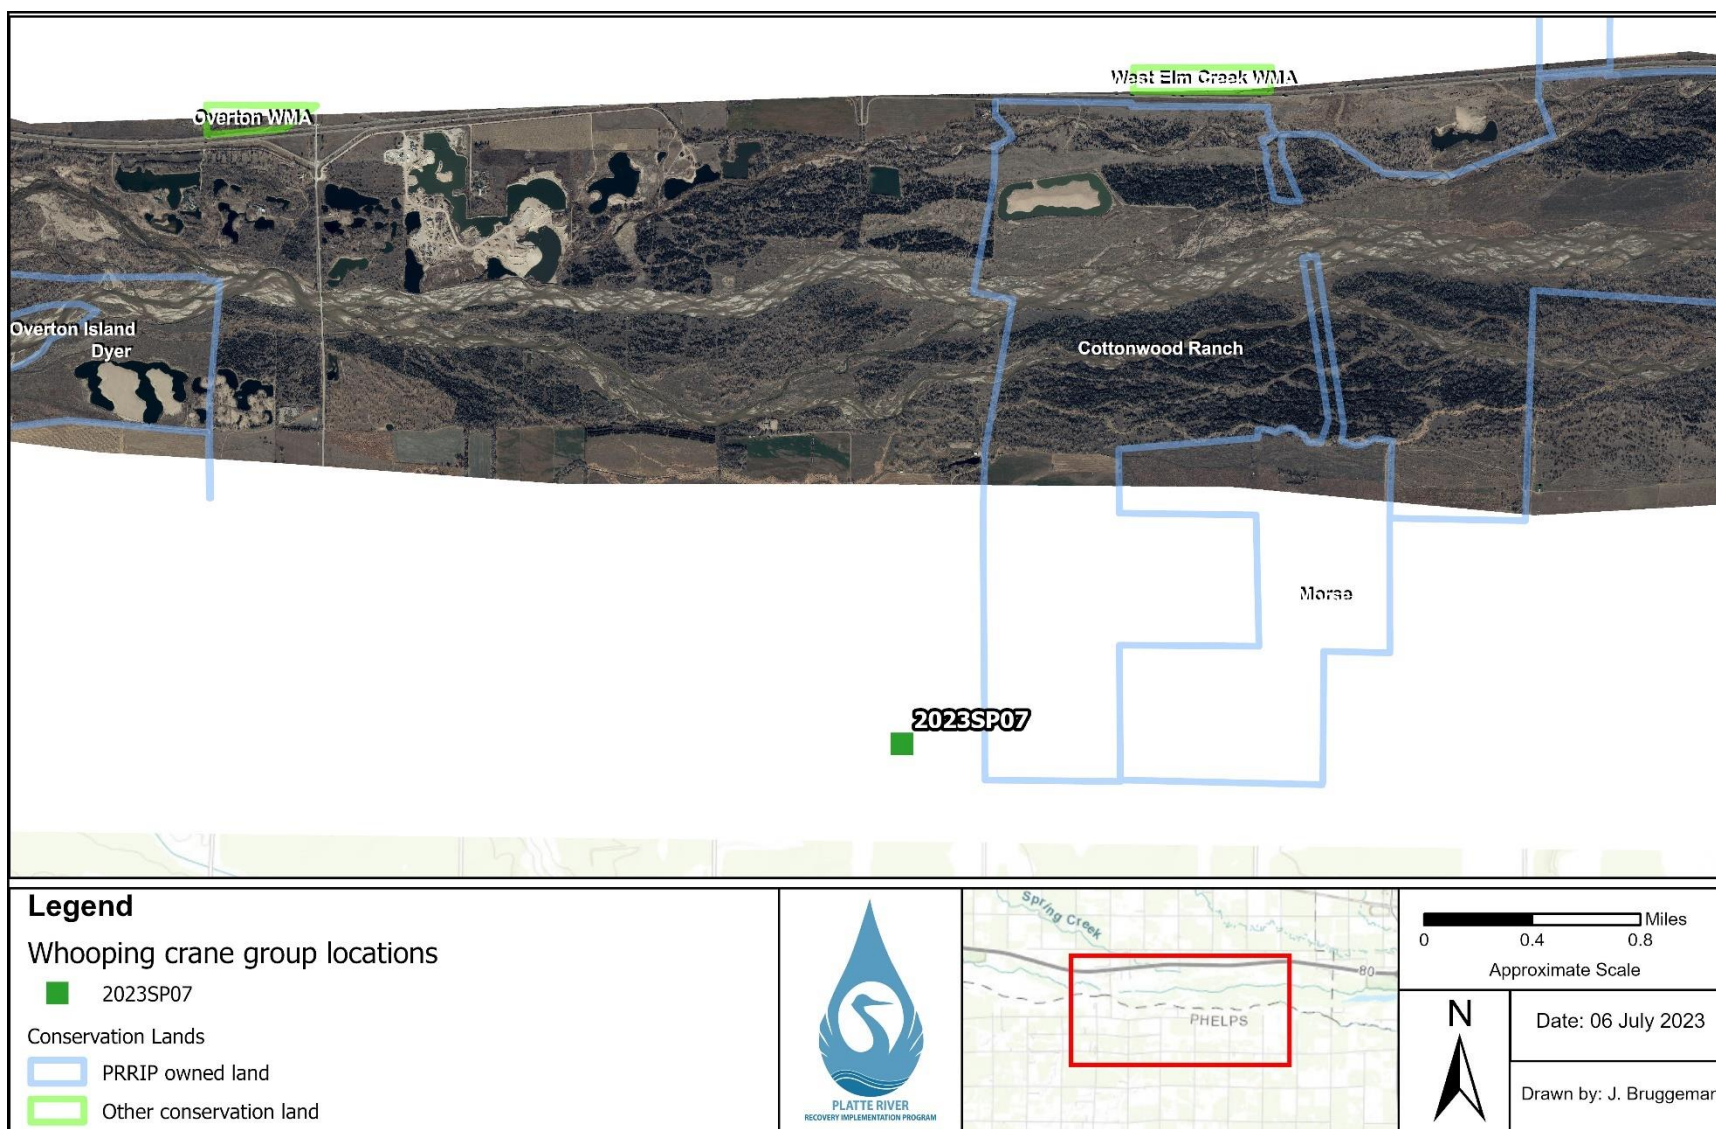 West Elm Creek WMA
Overton WMA
Overton Island
Dyer
Cottonwood Ranch
Morse
2023SP07
Legend
Whooping crane group locations
2023SP07
Conservation Lands
PRRIP owned land
Other conservation land
PLATTE RIVER
RECOVERY IMPLEMENTATION PROGRAM
Spring Creek
80
PHELPS
Miles
0 0.4 0.8
Approximate Scale
N
Date: 06 July 2023
Drawn by: J. Bruggeman